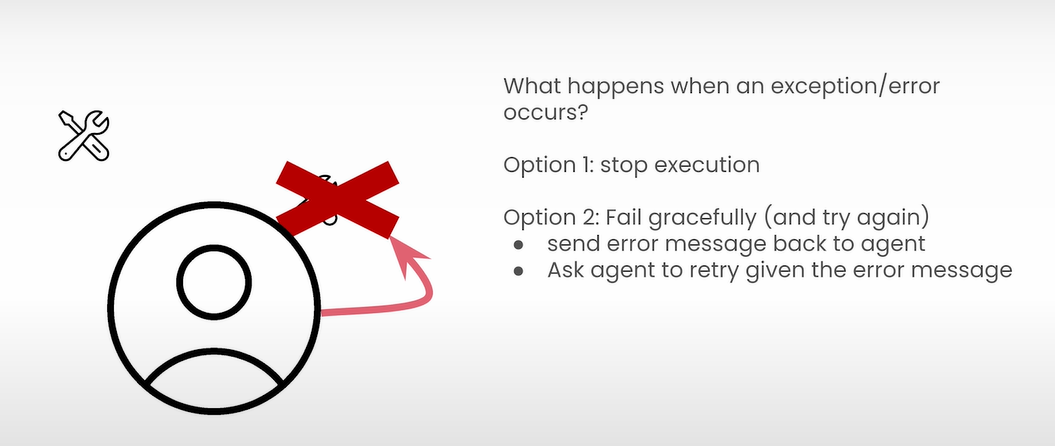 What happens when an exception/error
occurs?
Option 1: stop execution
Option 2: Fail gracefully (and try again)
● send error message back to agent
● Ask agent to retry given the error message